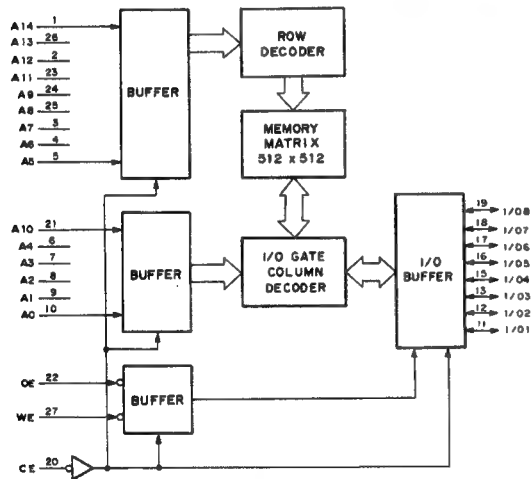 A14 1
A13 26
A12 2
A11 23
A9 24
A8 25
A7 3
A6 4
A5 5
BUFFER
ROW
DECODER
MEMORY
MATRIX
512 x 512
A10 21
A4 6
A3 7
A2 8
A1 9
A0 10
BUFFER
I/O GATE
COLUMN
DECODER
I/O
BUFFER
19 I/O8
18 I/O7
17 I/O6
16 I/O5
15 I/O4
13 I/O3
12 I/O2
11 I/O1
OE 22
WE 27
BUFFER
CE 20